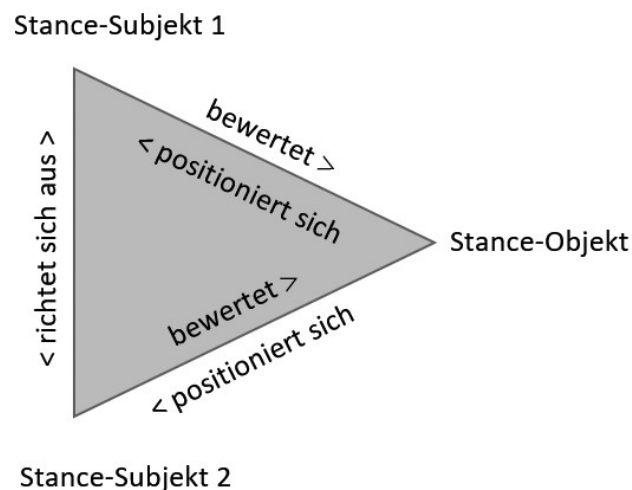 Stance-Subjekt 1
bewertet >
< positioniert sich
< richtet sich aus >
Stance-Objekt
bewertet >
< positioniert sich
Stance-Subjekt 2